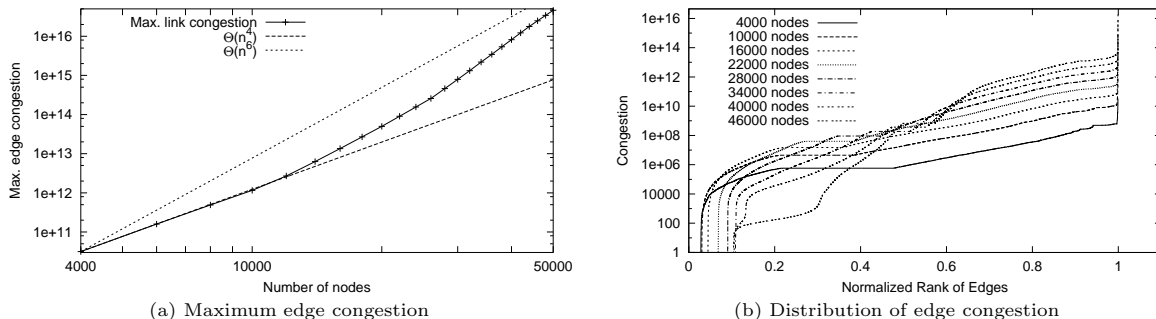 Max. link congestion
Θ(n^4)
Θ(n^6)
1e+16
1e+15
1e+14
1e+13
1e+12
1e+11
Max. edge congestion
4000
10000
50000
Number of nodes
(a) Maximum edge congestion
4000 nodes
10000 nodes
16000 nodes
22000 nodes
28000 nodes
34000 nodes
40000 nodes
46000 nodes
1e+16
1e+14
1e+12
1e+10
1e+08
1e+06
10000
100
1
Congestion
0
0.2
0.4
0.6
0.8
1
Normalized Rank of Edges
(b) Distribution of edge congestion